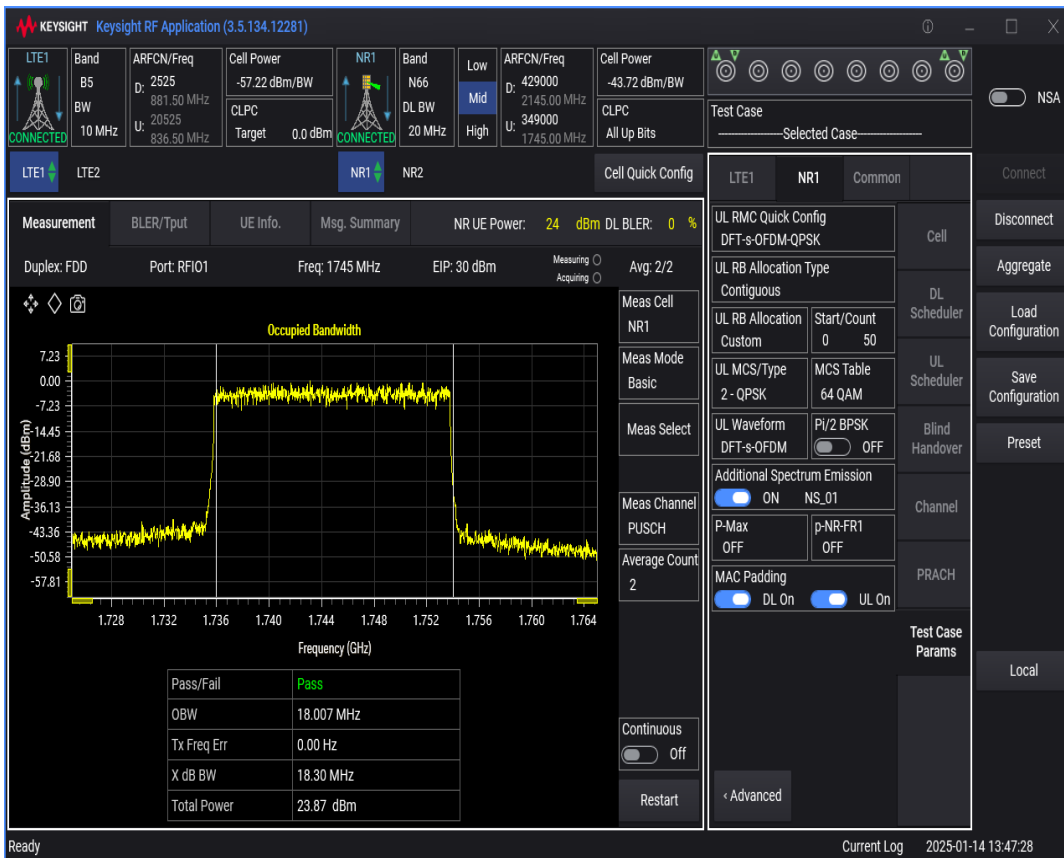 KEYSIGHT Keysight RF Application (3.5.134.12281)
LTE1
CONNECTED
Band
B5
BW
10 MHz
ARFCN/Freq
D: 2525
881.50 MHz
U: 20525
836.50 MHz
Cell Power
-57.22 dBm/BW
CLPC
Target 0.0 dBm
NR1
CONNECTED
Band
N66
DL BW
20 MHz
Low
Mid
High
ARFCN/Freq
D: 429000
2145.00 MHz
U: 349000
1745.00 MHz
Cell Power
-43.72 dBm/BW
CLPC
All Up Bits
Test Case
---------------Selected Case---------------
NSA
LTE1 LTE2
NR1 NR2
Cell Quick Config
Measurement BLER/Tput UE Info. Msg. Summary NR UE Power: 24 dBm DL BLER: 0 %
Duplex: FDD Port: RFIO1 Freq: 1745 MHz EIP: 30 dBm Measuring Acquiring Avg: 2/2
Occupied Bandwidth
Amplitude (dBm)
7.23
0.00
-7.23
-14.45
-21.68
-28.90
-36.13
-43.36
-50.58
-57.81
1.728 1.732 1.736 1.740 1.744 1.748 1.752 1.756 1.760 1.764
Frequency (GHz)
Pass/Fail Pass
OBW 18.007 MHz
Tx Freq Err 0.00 Hz
X dB BW 18.30 MHz
Total Power 23.87 dBm
Meas Cell
NR1
Meas Mode
Basic
Meas Select
Meas Channel
PUSCH
Average Count
2
Continuous
Off
Restart
LTE1 NR1 Common
UL RMC Quick Config
DFT-s-OFDM-QPSK
UL RB Allocation Type
Contiguous
UL RB Allocation
Custom
Start/Count
0 50
UL MCS/Type
2 - QPSK
MCS Table
64 QAM
UL Waveform
DFT-s-OFDM
Pi/2 BPSK
OFF
Additional Spectrum Emission
ON NS_01
P-Max
OFF
p-NR-FR1
OFF
MAC Padding
DL On UL On
‹ Advanced
Cell
DL
Scheduler
UL
Scheduler
Blind
Handover
Channel
PRACH
Test Case
Params
Connect
Disconnect
Aggregate
Load
Configuration
Save
Configuration
Preset
Local
Ready
Current Log 2025-01-14 13:47:28